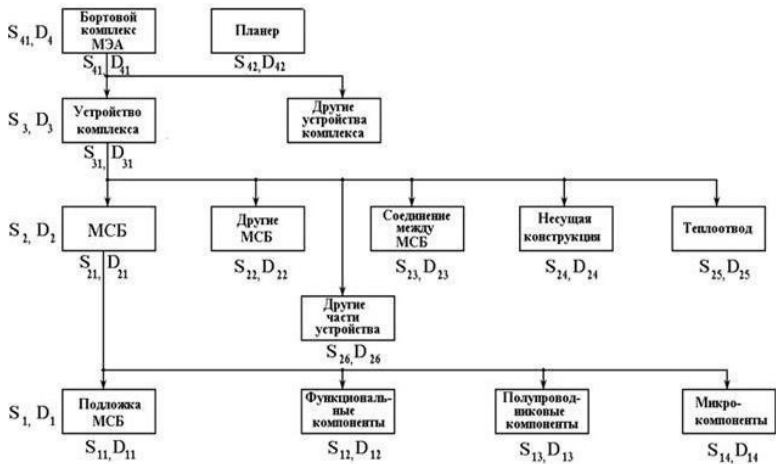 S41, D4
Бортовой
комплекс
МЭА
Планер
S41, D41
S42, D42
S3, D3
Устройство
комплекса
Другие
устройства
комплекса
S31, D31
S2, D2
МСБ
Другие
МСБ
Соединение
между
МСБ
Несущая
конструкция
Теплоотвод
S21, D21
S22, D22
S23, D23
S24, D24
S25, D25
Другие
части
устройства
S26, D26
S1, D1
Подложка
МСБ
Функциональ-
ные
компоненты
Полупровод-
никовые
компоненты
Микро-
компоненты
S11, D11
S12, D12
S13, D13
S14, D14